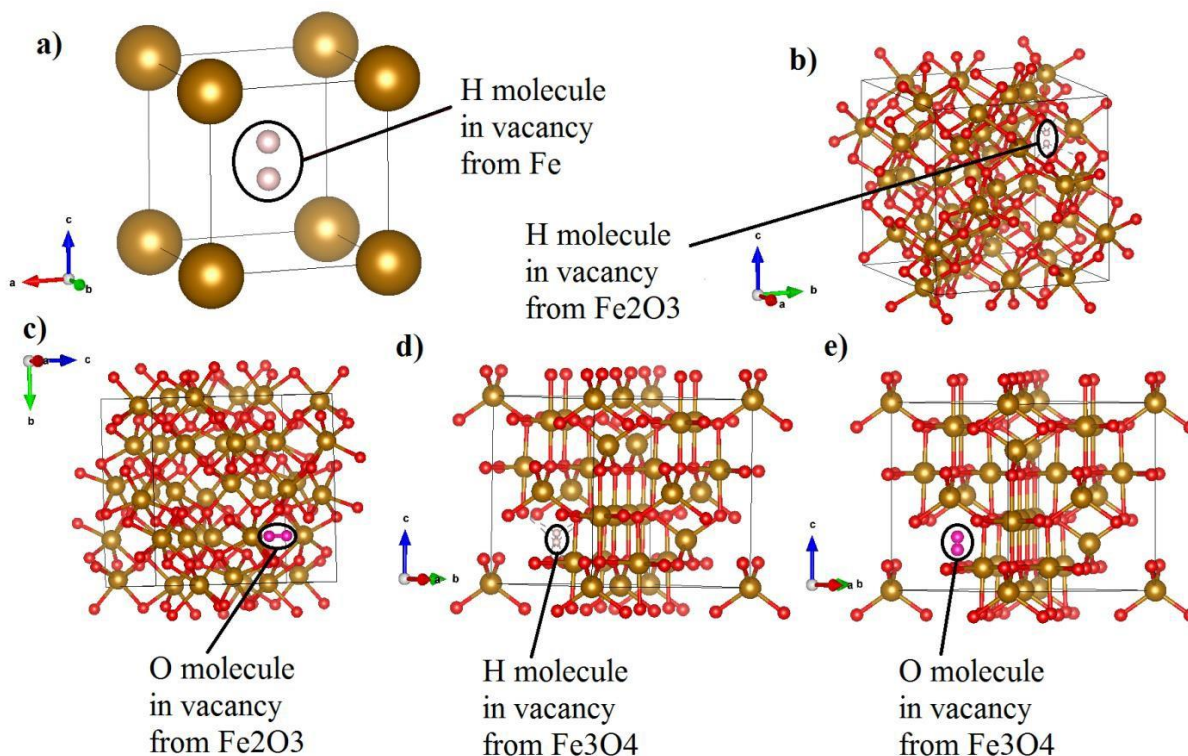 a)
H molecule
in vacancy
from Fe
c
a
b
b)
H molecule
in vacancy
from Fe2O3
c
b
a
c)
a
c
b
O molecule
in vacancy
from Fe2O3
d)
c
a
b
H molecule
in vacancy
from Fe3O4
e)
c
a
b
O molecule
in vacancy
from Fe3O4